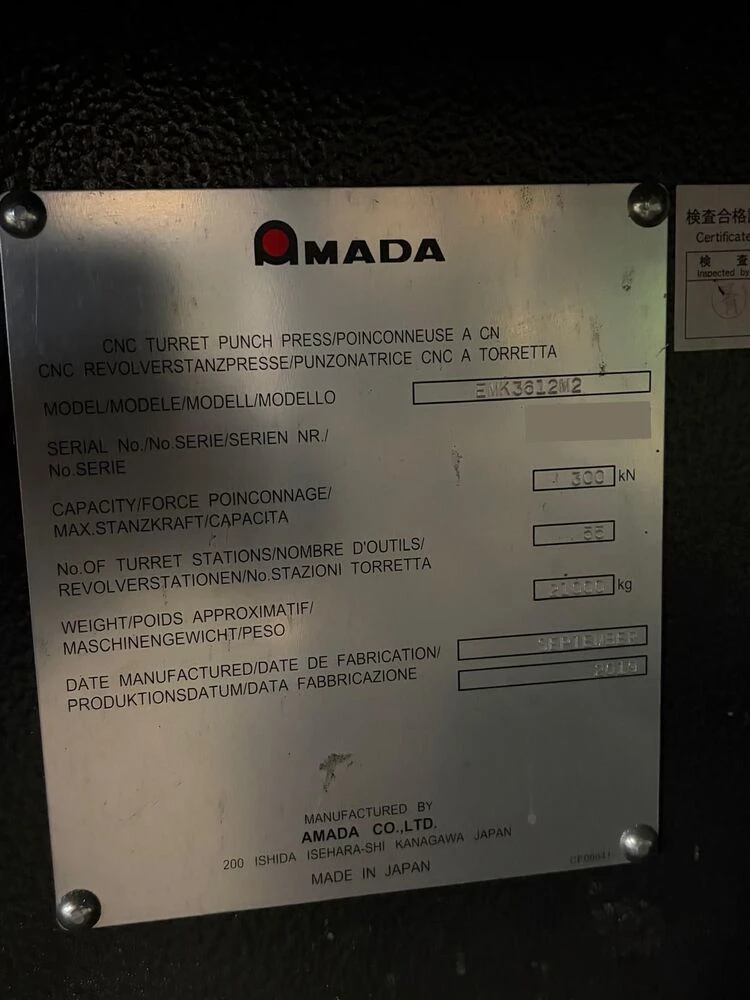 AMADA
CNC TURRET PUNCH PRESS/POINCONNEUSE A CN
CNC REVOLVERSTANZPRESSE/PUNZONATRICE CNC A TORRETTA
MODEL/MODELE/MODELL/MODELLO EMK3612M2
SERIAL No./No.SERIE/SERIEN NR./
No.SERIE
CAPACITY/FORCE POINCONNAGE/
MAX.STANZKRAFT/CAPACITA 300 kN
No.OF TURRET STATIONS/NOMBRE D'OUTILS/
REVOLVERSTATIONEN/No.STAZIONI TORRETTA
WEIGHT/POIDS APPROXIMATIF/
MASCHINENGEWICHT/PESO kg
DATE MANUFACTURED/DATE DE FABRICATION/ SEPTEMBER
PRODUKTIONSDATUM/DATA FABBRICAZIONE
MANUFACTURED BY
AMADA CO.,LTD.
200 ISHIDA ISEHARA-SHI KANAGAWA JAPAN
MADE IN JAPAN
検査合格
Certificate
検 査
Inspected by